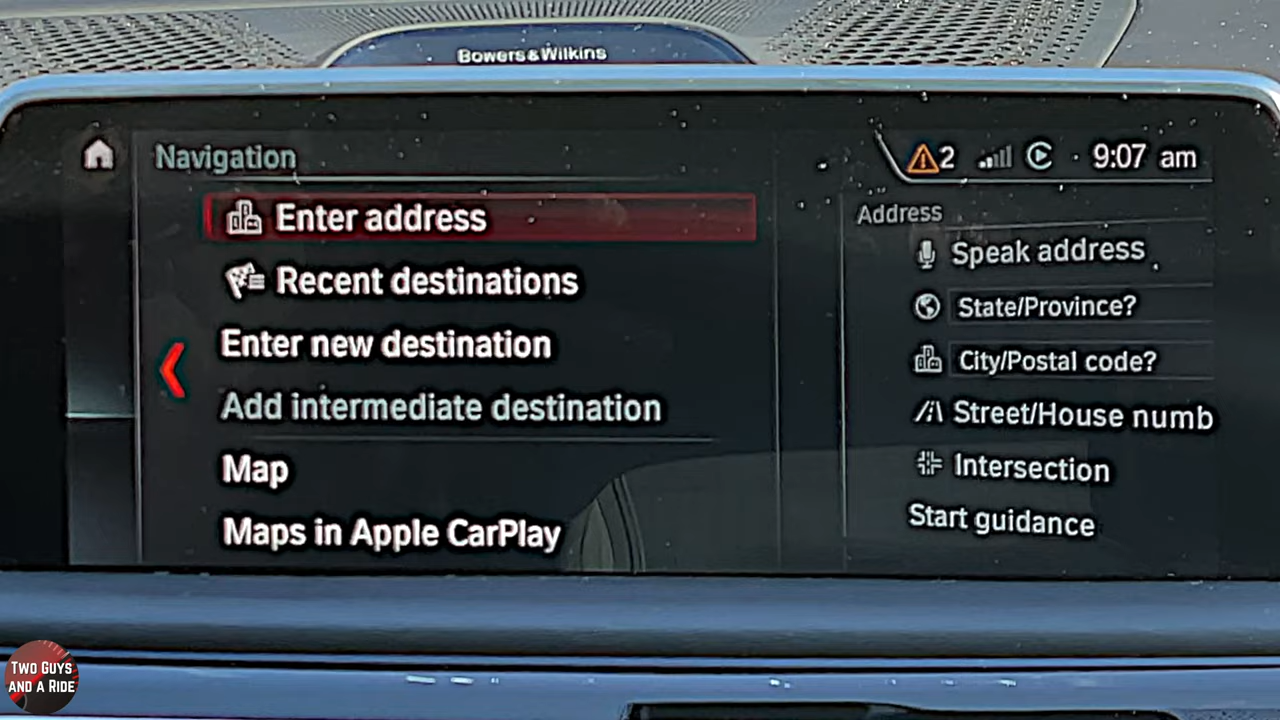 Bowers & Wilkins
Navigation
2
9:07 am
Enter address
Recent destinations
Enter new destination
Add intermediate destination
Map
Maps in Apple CarPlay
Address
Speak address
State/Province?
City/Postal code?
Street/House numb
Intersection
Start guidance
TWO GUYS
AND A RIDE